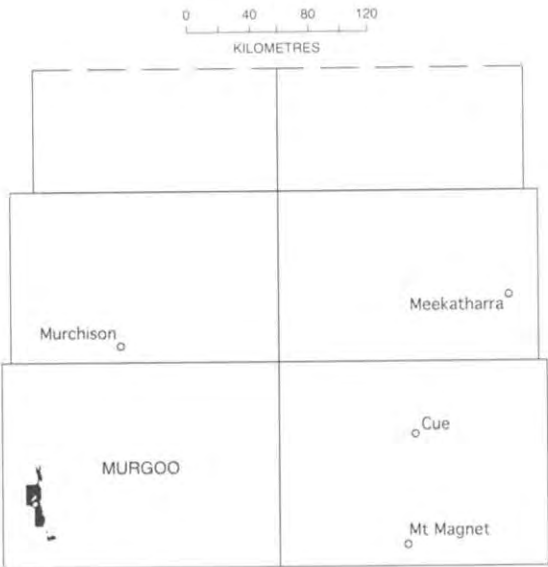 0 40 80 120
KILOMETRES
Meekatharra
Murchison
Cue
MURGOO
Mt Magnet